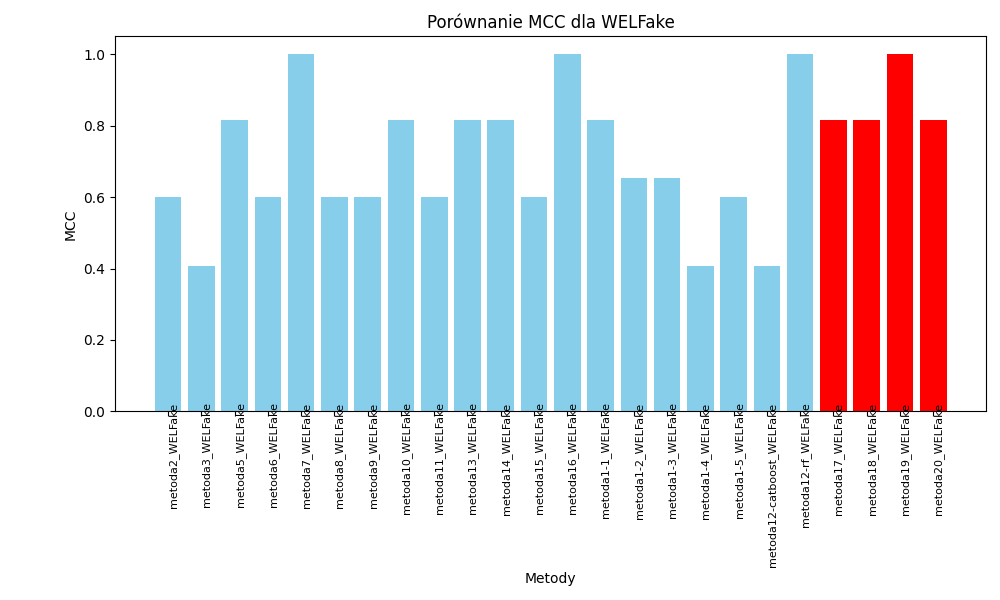 Porównanie MCC dla WELFake
MCC
1.0
0.8
0.6
0.4
0.2
0.0
metoda2_WELFake
metoda3_WELFake
metoda5_WELFake
metoda6_WELFake
metoda7_WELFake
metoda8_WELFake
metoda9_WELFake
metoda10_WELFake
metoda11_WELFake
metoda13_WELFake
metoda14_WELFake
metoda15_WELFake
metoda16_WELFake
metoda1-1_WELFake
metoda1-2_WELFake
metoda1-3_WELFake
metoda1-4_WELFake
metoda1-5_WELFake
metoda12-catboost_WELFake
metoda12-rf_WELFake
metoda17_WELFake
metoda18_WELFake
metoda19_WELFake
metoda20_WELFake
Metody